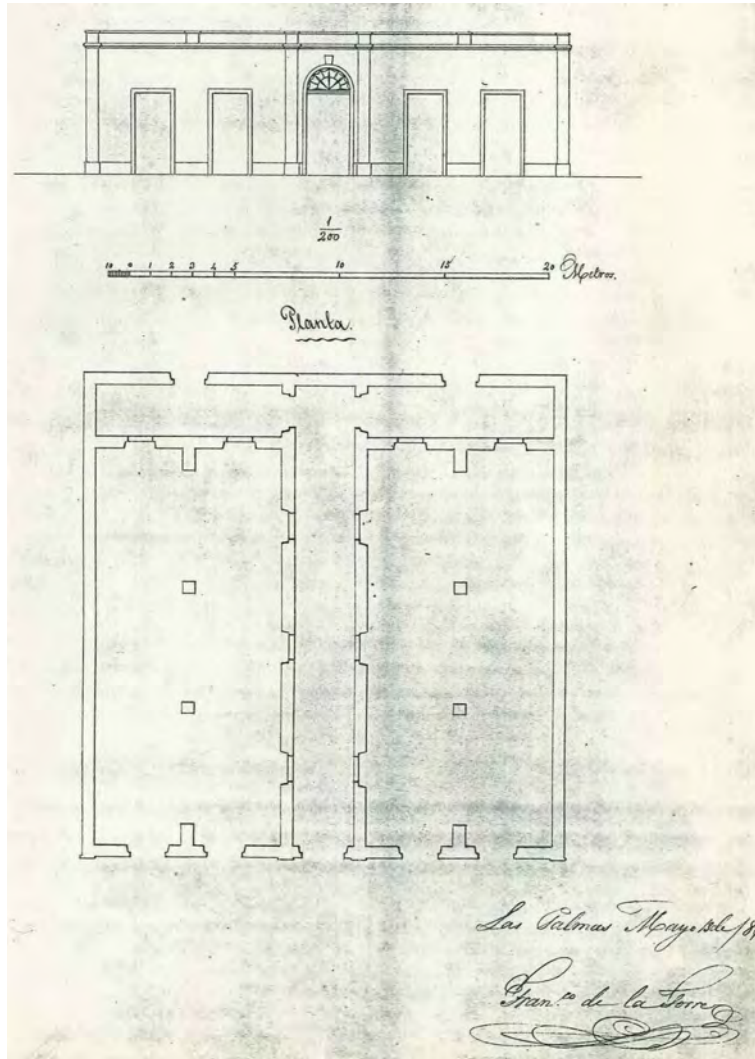 1
200
10 0 1 2 3 4 5 10 15 20 Metros.
Planta.
Las Palmas Mayo de 18
Fran.co de la Torre